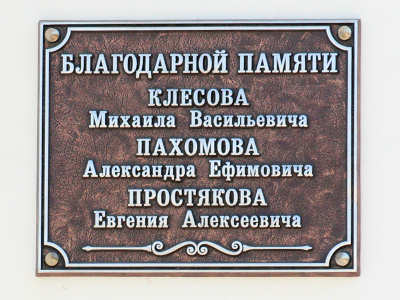 БЛАГОДАРНОЙ ПАМЯТИ
КЛЕСОВА
Михаила Васильевича
ПАХОМОВА
Александра Ефимовича
ПРОСТЯКОВА
Евгения Алексеевича